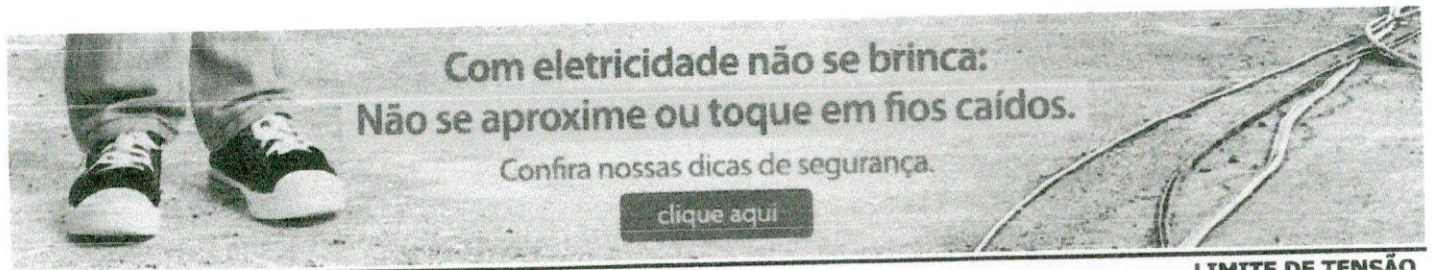 Com eletricidade não se brinca:
Não se aproxime ou toque em fios caídos.
Confira nossas dicas de segurança.
clique aqui
LIMITE DE TENSÃO